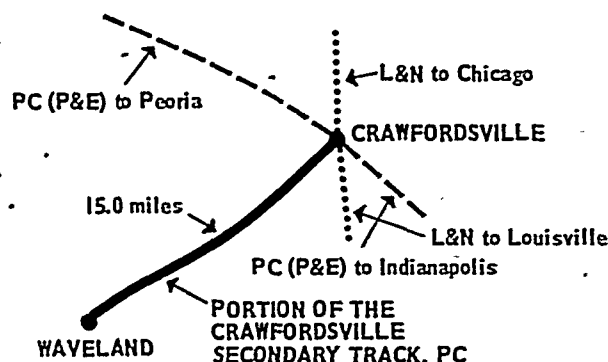 L&N to Chicago
PC (P&E) to Peoria
CRAWFORDSVILLE
15.0 miles
L&N to Louisville
PC (P&E) to Indianapolis
PORTION OF THE
CRAWFORDSVILLE
SECONDARY TRACK, PC
WAVELAND